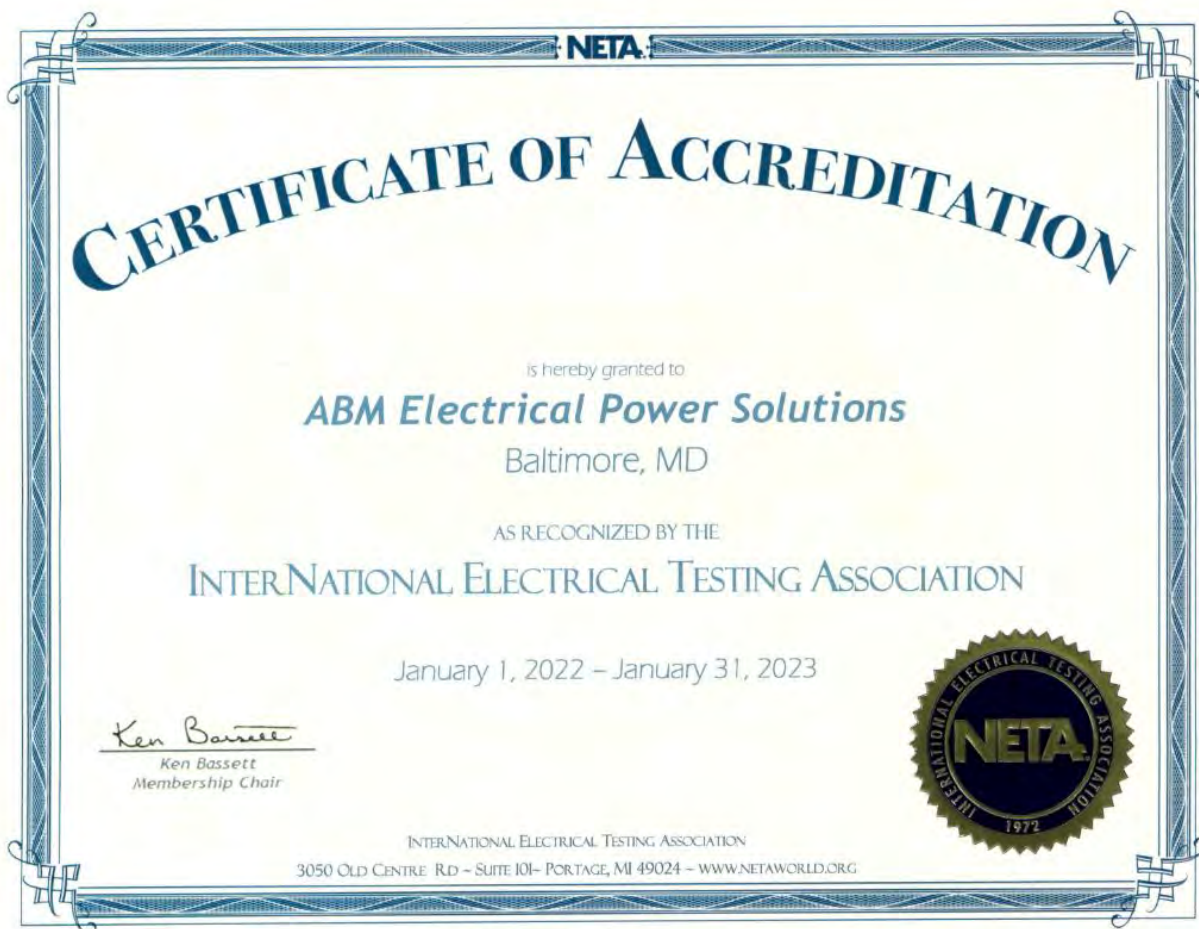 NETA
CERTIFICATE OF ACCREDITATION
is hereby granted to
ABM Electrical Power Solutions
Baltimore, MD
AS RECOGNIZED BY THE
INTERNATIONAL ELECTRICAL TESTING ASSOCIATION
January 1, 2022 – January 31, 2023
Ken Bassett
Ken Bassett
Membership Chair
INTERNATIONAL ELECTRICAL TESTING ASSOCIATION
NETA
1972
INTERNATIONAL ELECTRICAL TESTING ASSOCIATION
3050 OLD CENTRE RD ~ SUITE 101~ PORTAGE, MI 49024 ~ WWW.NETAWORLD.ORG